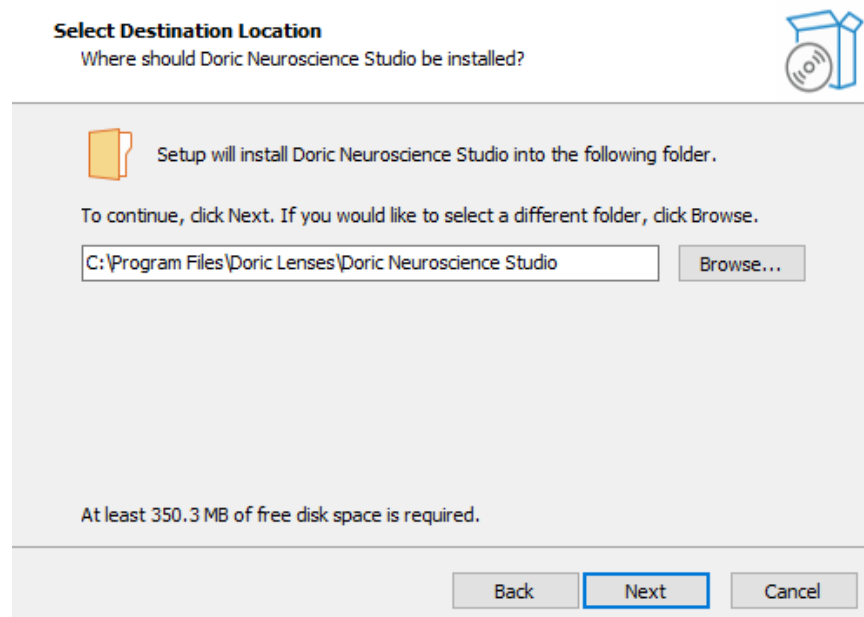 Select Destination Location
Where should Doric Neuroscience Studio be installed?
Setup will install Doric Neuroscience Studio into the following folder.
To continue, click Next. If you would like to select a different folder, click Browse.
C:\Program Files\Doric Lenses\Doric Neuroscience Studio
Browse...
At least 350.3 MB of free disk space is required.
Back
Next
Cancel